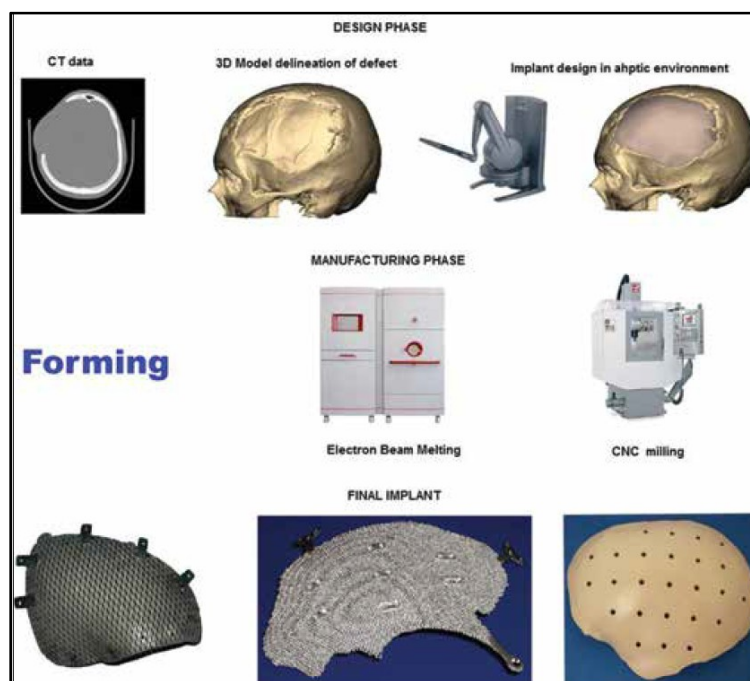 DESIGN PHASE
CT data
3D Model delineation of defect
Implant design in ahptic environment
MANUFACTURING PHASE
Forming
Electron Beam Melting
CNC milling
FINAL IMPLANT